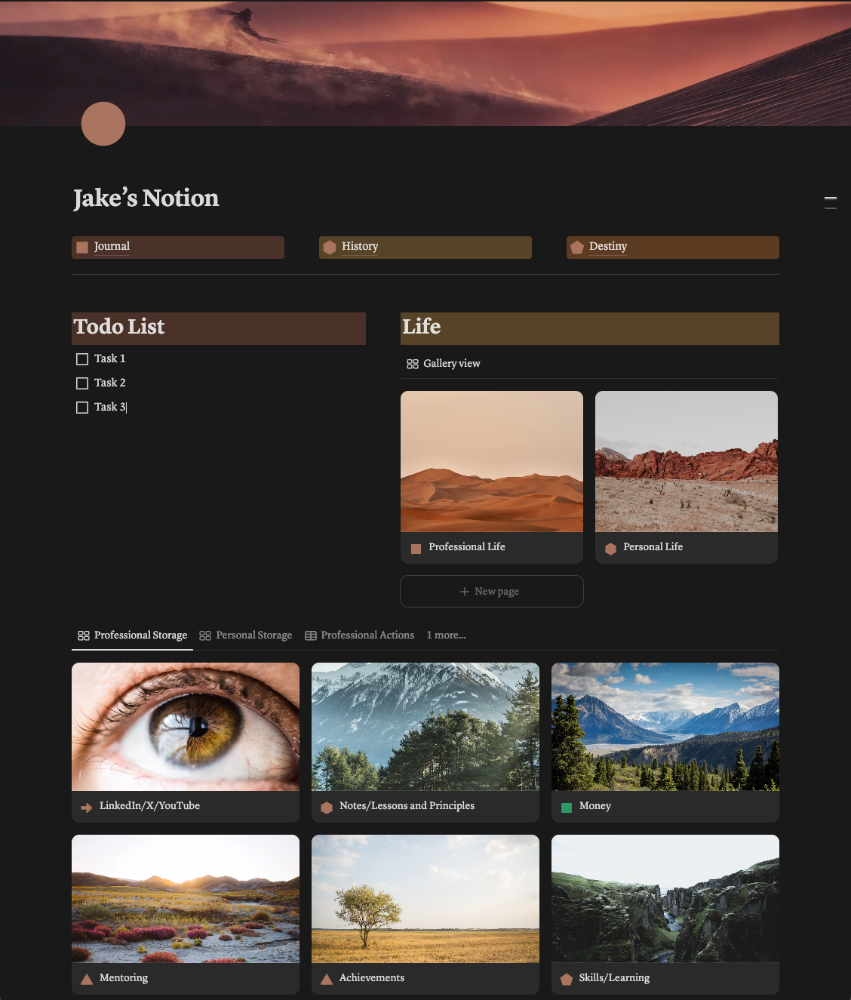 Jake’s Notion
Journal
History
Destiny
Todo List
Task 1
Task 2
Task 3
Life
Gallery view
Professional Life
Personal Life
New page
Professional Storage
Personal Storage
Professional Actions
1 more...
LinkedIn/X/YouTube
Notes/Lessons and Principles
Money
Mentoring
Achievements
Skills/Learning